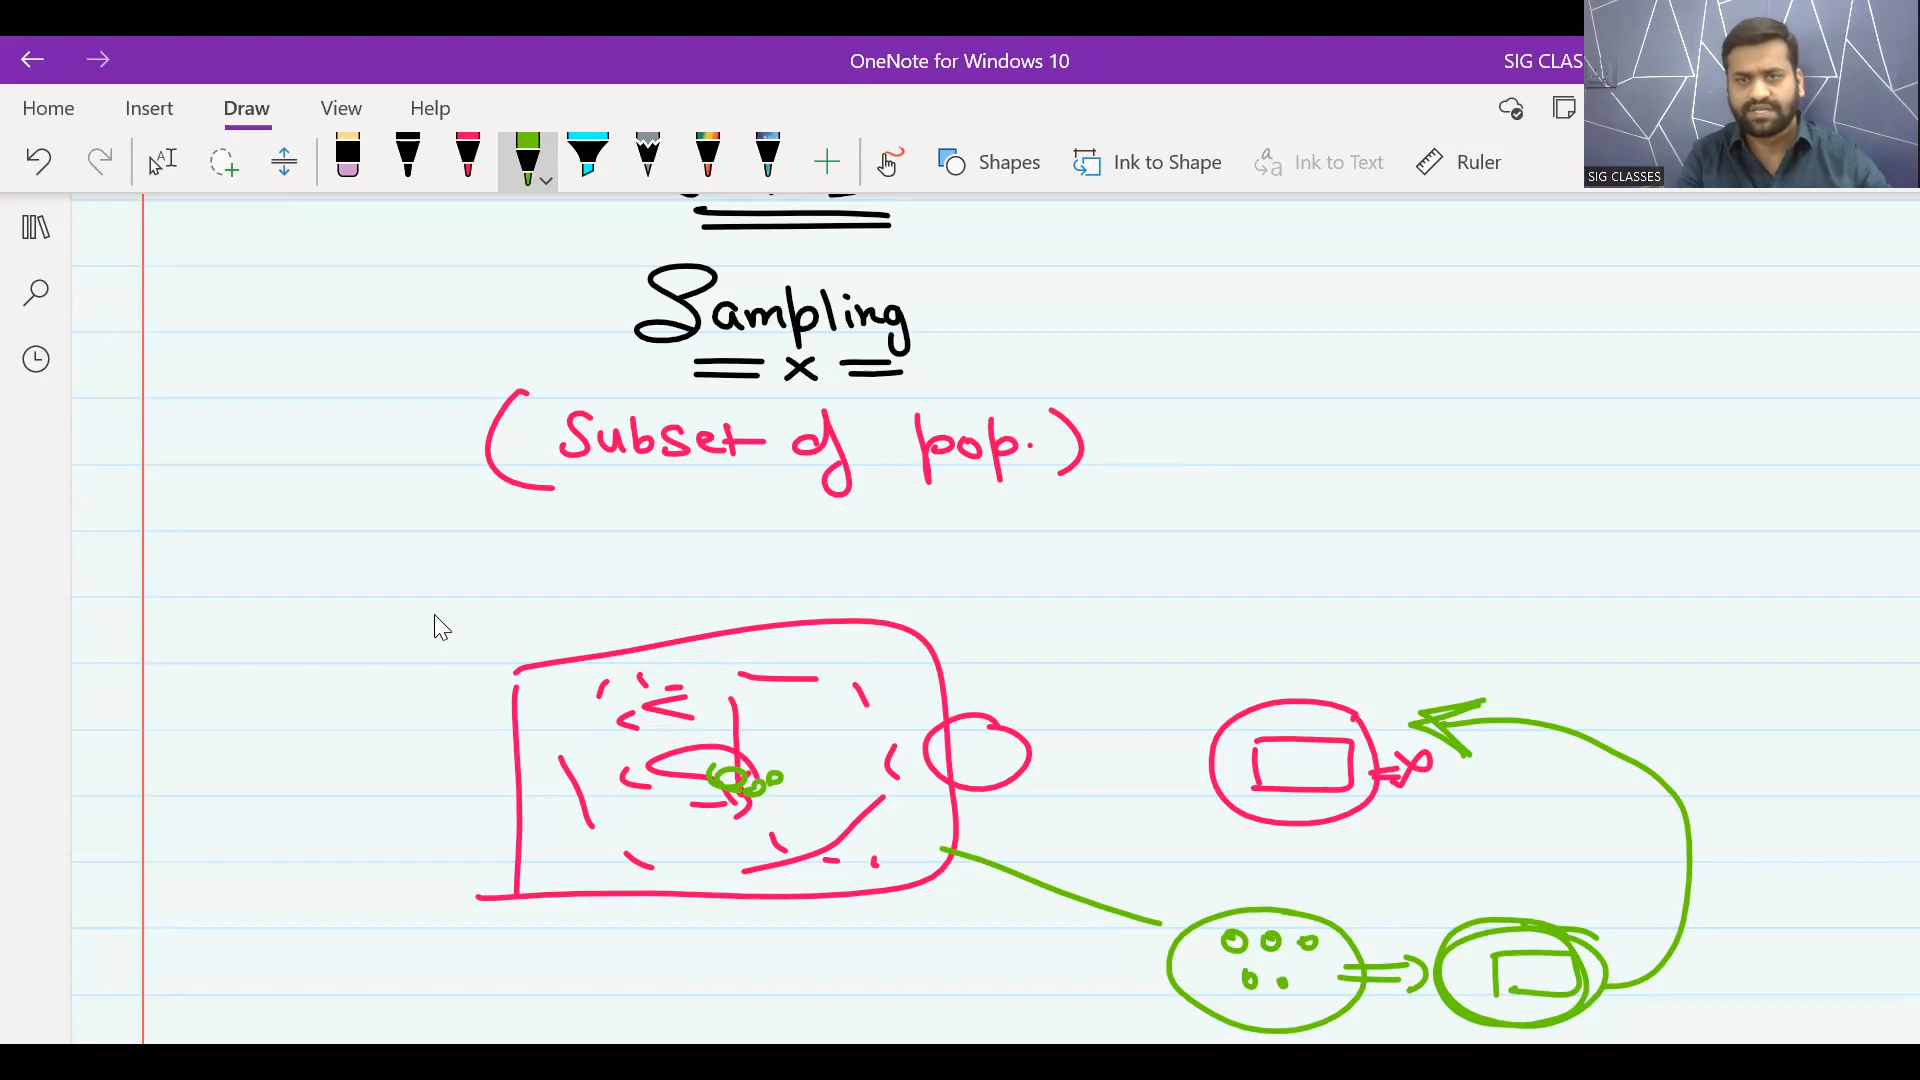 OneNote for Windows 10
SIG CLAS
Home Insert Draw View Help
Shapes Ink to Shape Ink to Text Ruler
SIG CLASSES
Sampling
(Subset of pop.)